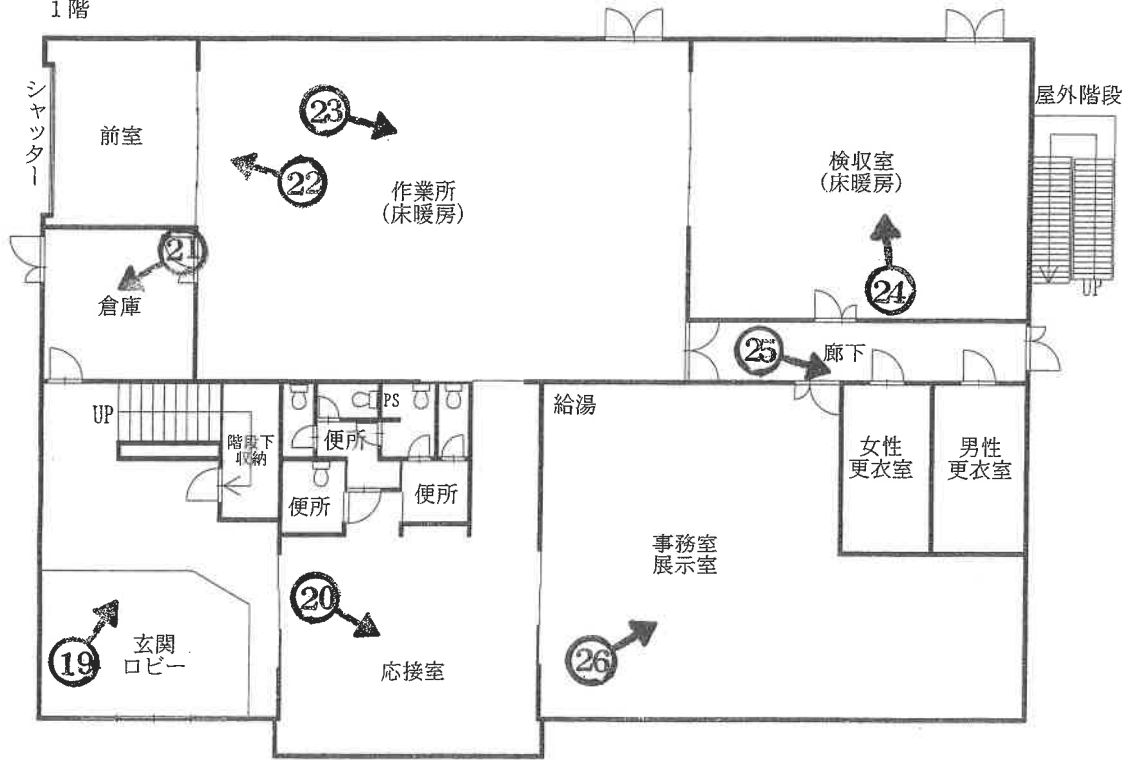 1階
シャッター
前室
23
22
作業所
(床暖房)
検収室
(床暖房)
屋外階段
UP
21
倉庫
24
25
廊下
UP
階段下
収納
便所
PS
便所
便所
給湯
女性
更衣室
男性
更衣室
事務室
展示室
19
玄関
ロビー
20
応接室
26